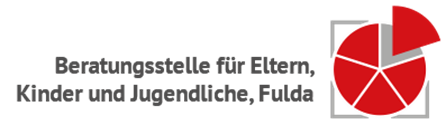 Beratungsstelle für Eltern,
Kinder und Jugendliche, Fulda